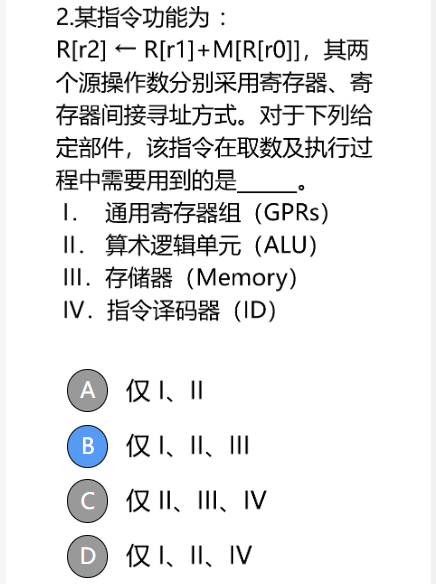 2.某指令功能为：
R[r2] ← R[r1]+M[R[r0]]，其两
个源操作数分别采用寄存器、寄
存器间接寻址方式。对于下列给
定部件，该指令在取数及执行过
程中需要用到的是_____。
Ⅰ. 通用寄存器组（GPRs）
Ⅱ. 算术逻辑单元（ALU）
Ⅲ. 存储器（Memory）
Ⅳ. 指令译码器（ID）
A 仅 Ⅰ、Ⅱ
B 仅 Ⅰ、Ⅱ、Ⅲ
C 仅 Ⅱ、Ⅲ、Ⅳ
D 仅 Ⅰ、Ⅱ、Ⅳ